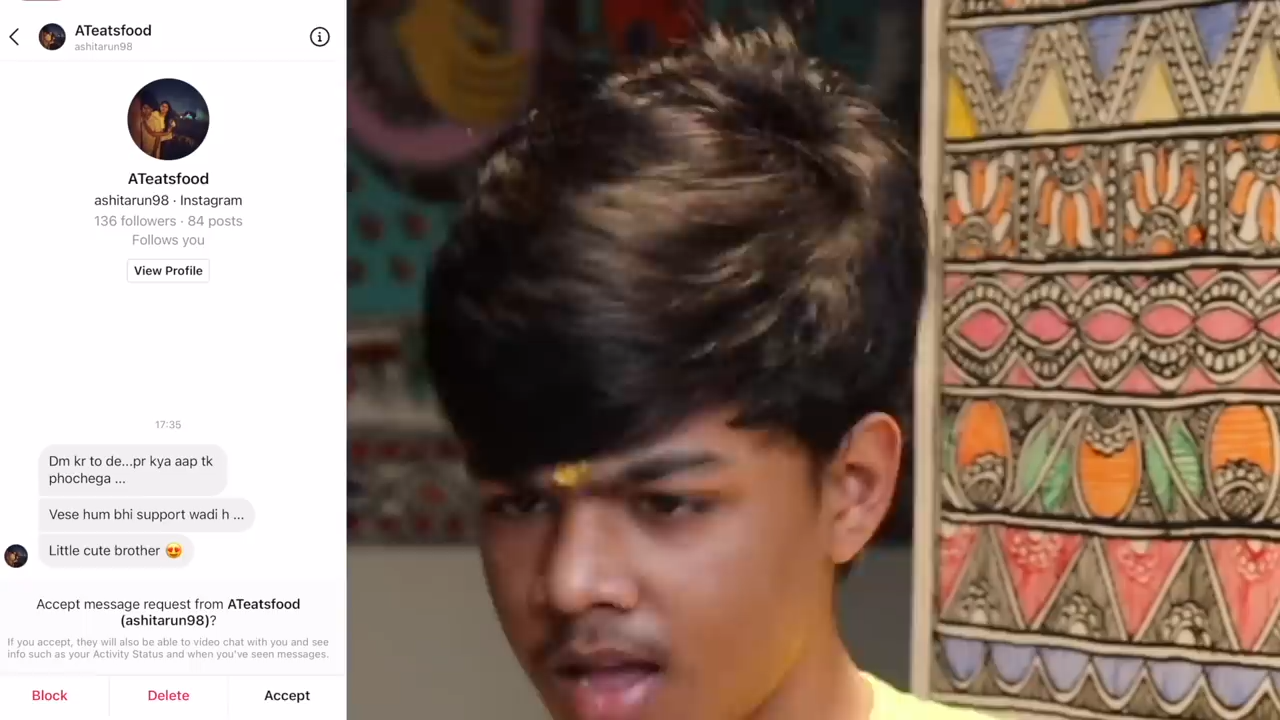 ATeatsfood
ashitarun98
ATeatsfood
ashitarun98 · Instagram
136 followers · 84 posts
Follows you
View Profile
17:35
Dm kr to de...pr kya aap tk
phochega ...
Vese hum bhi support wadi h ...
Little cute brother 😍
Accept message request from ATeatsfood
(ashitarun98)?
If you accept, they will also be able to video chat with you and see
info such as your Activity Status and when you've seen messages.
Block
Delete
Accept